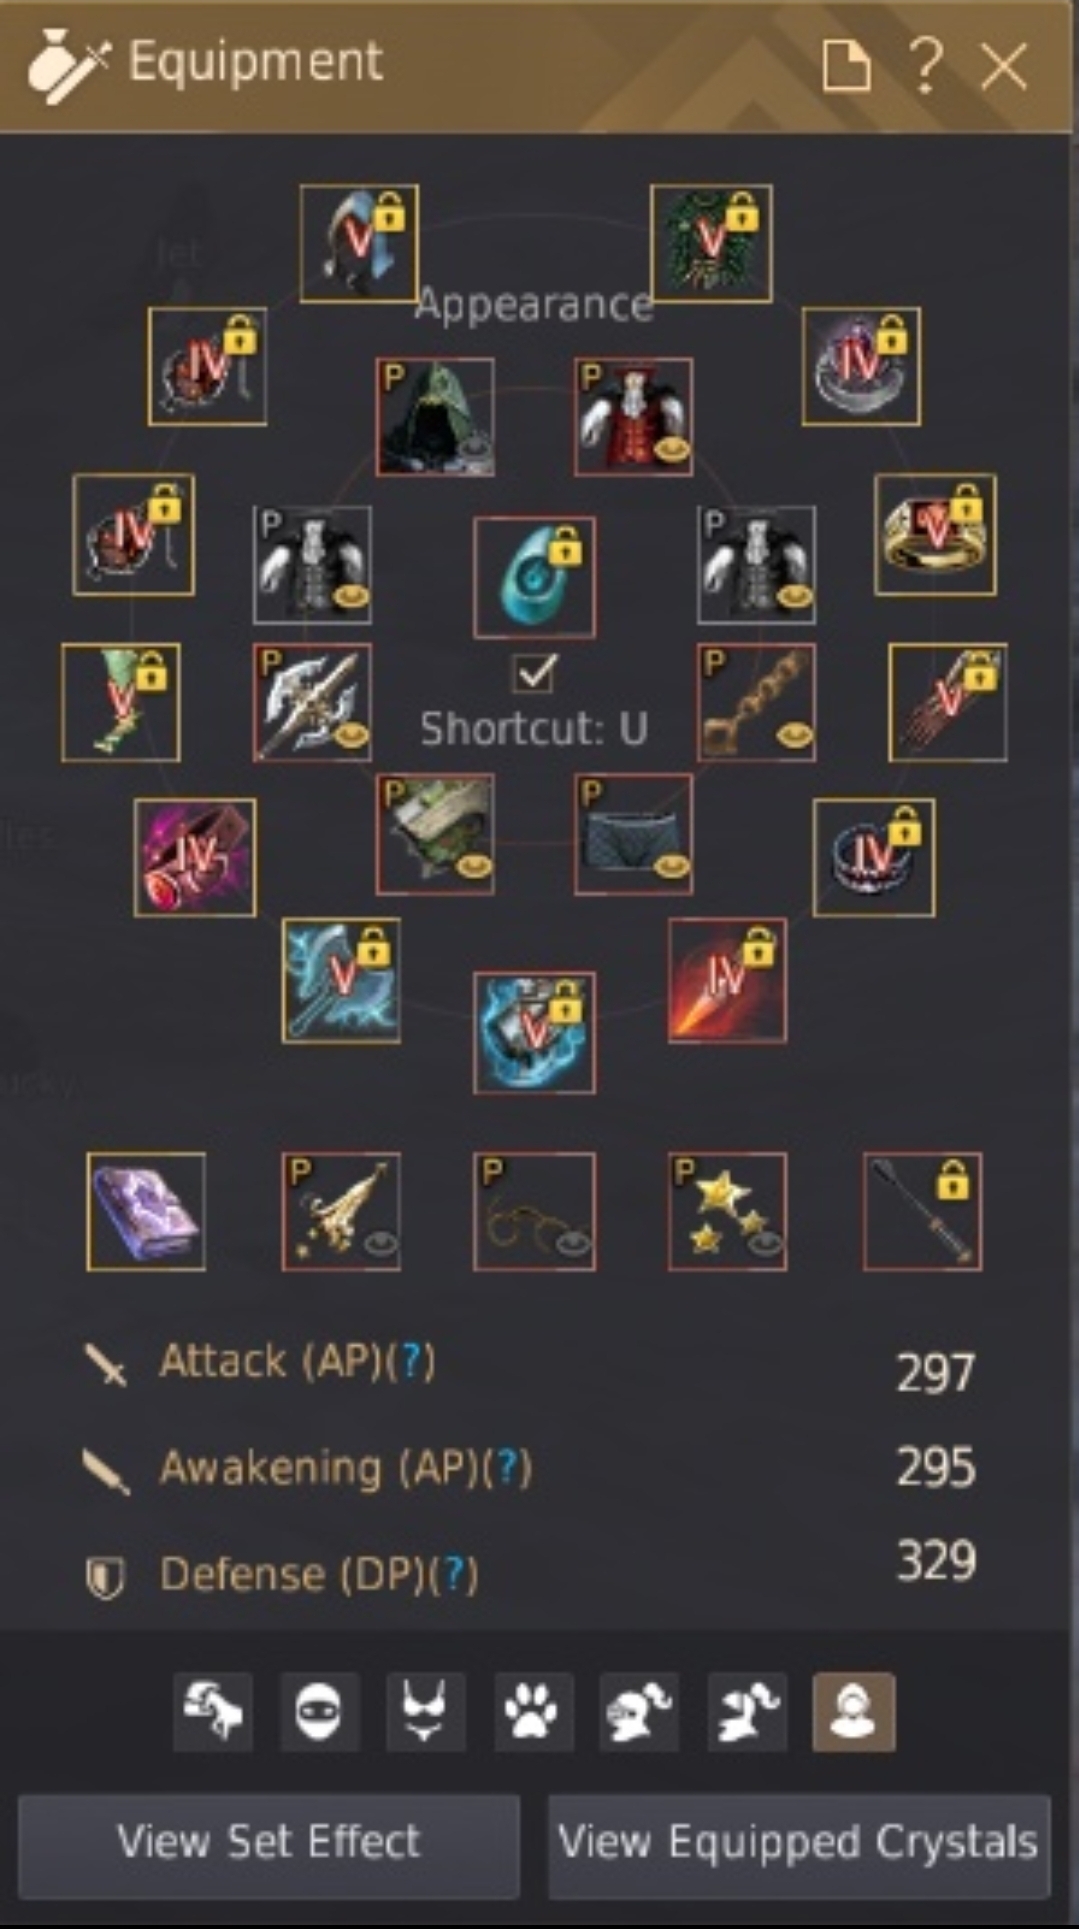 Equipment
?
V
V
Appearance
IV
IV
P
P
IV
V
P
P
V
V
P
P
Shortcut: U
P
P
IV
IV
V
IV
V
P
P
P
Attack (AP)(?)
297
Awakening (AP)(?)
295
Defense (DP)(?)
329
View Set Effect
View Equipped Crystals